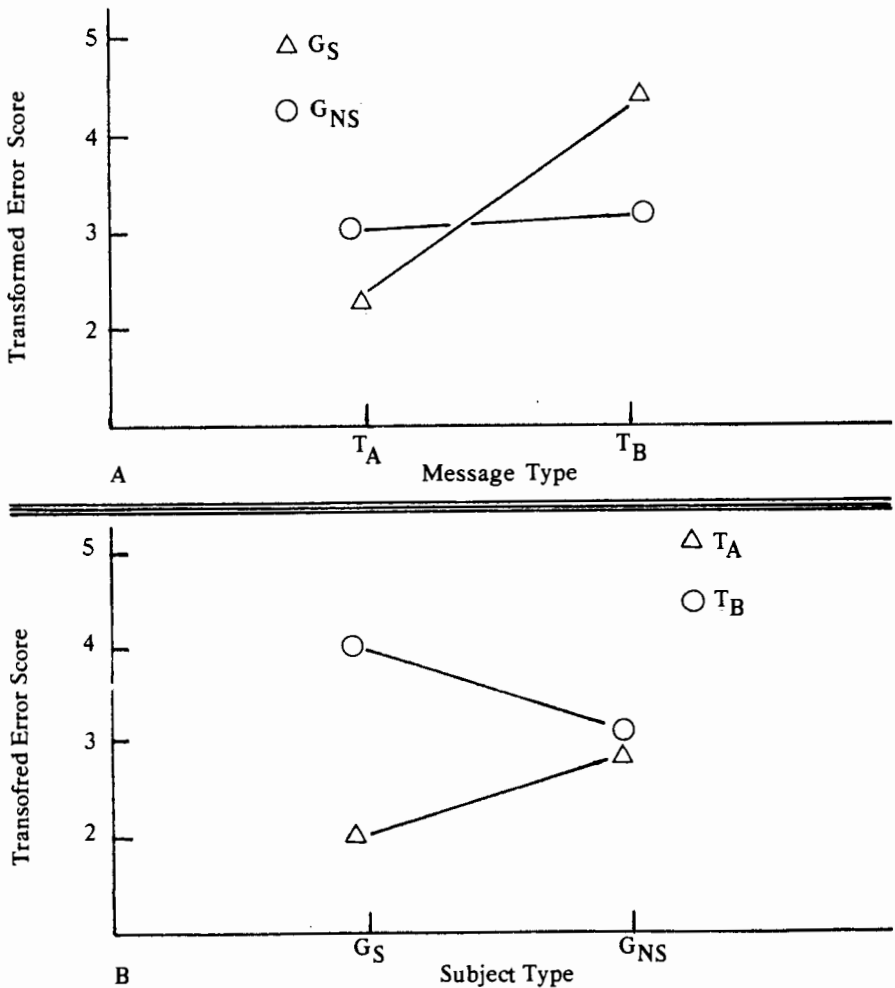 Transformed Error Score
5
4
3
2
G_S
G_NS
T_A
T_B
A
Message Type
Transofred Error Score
5
4
3
2
T_A
T_B
G_S
G_NS
B
Subject Type